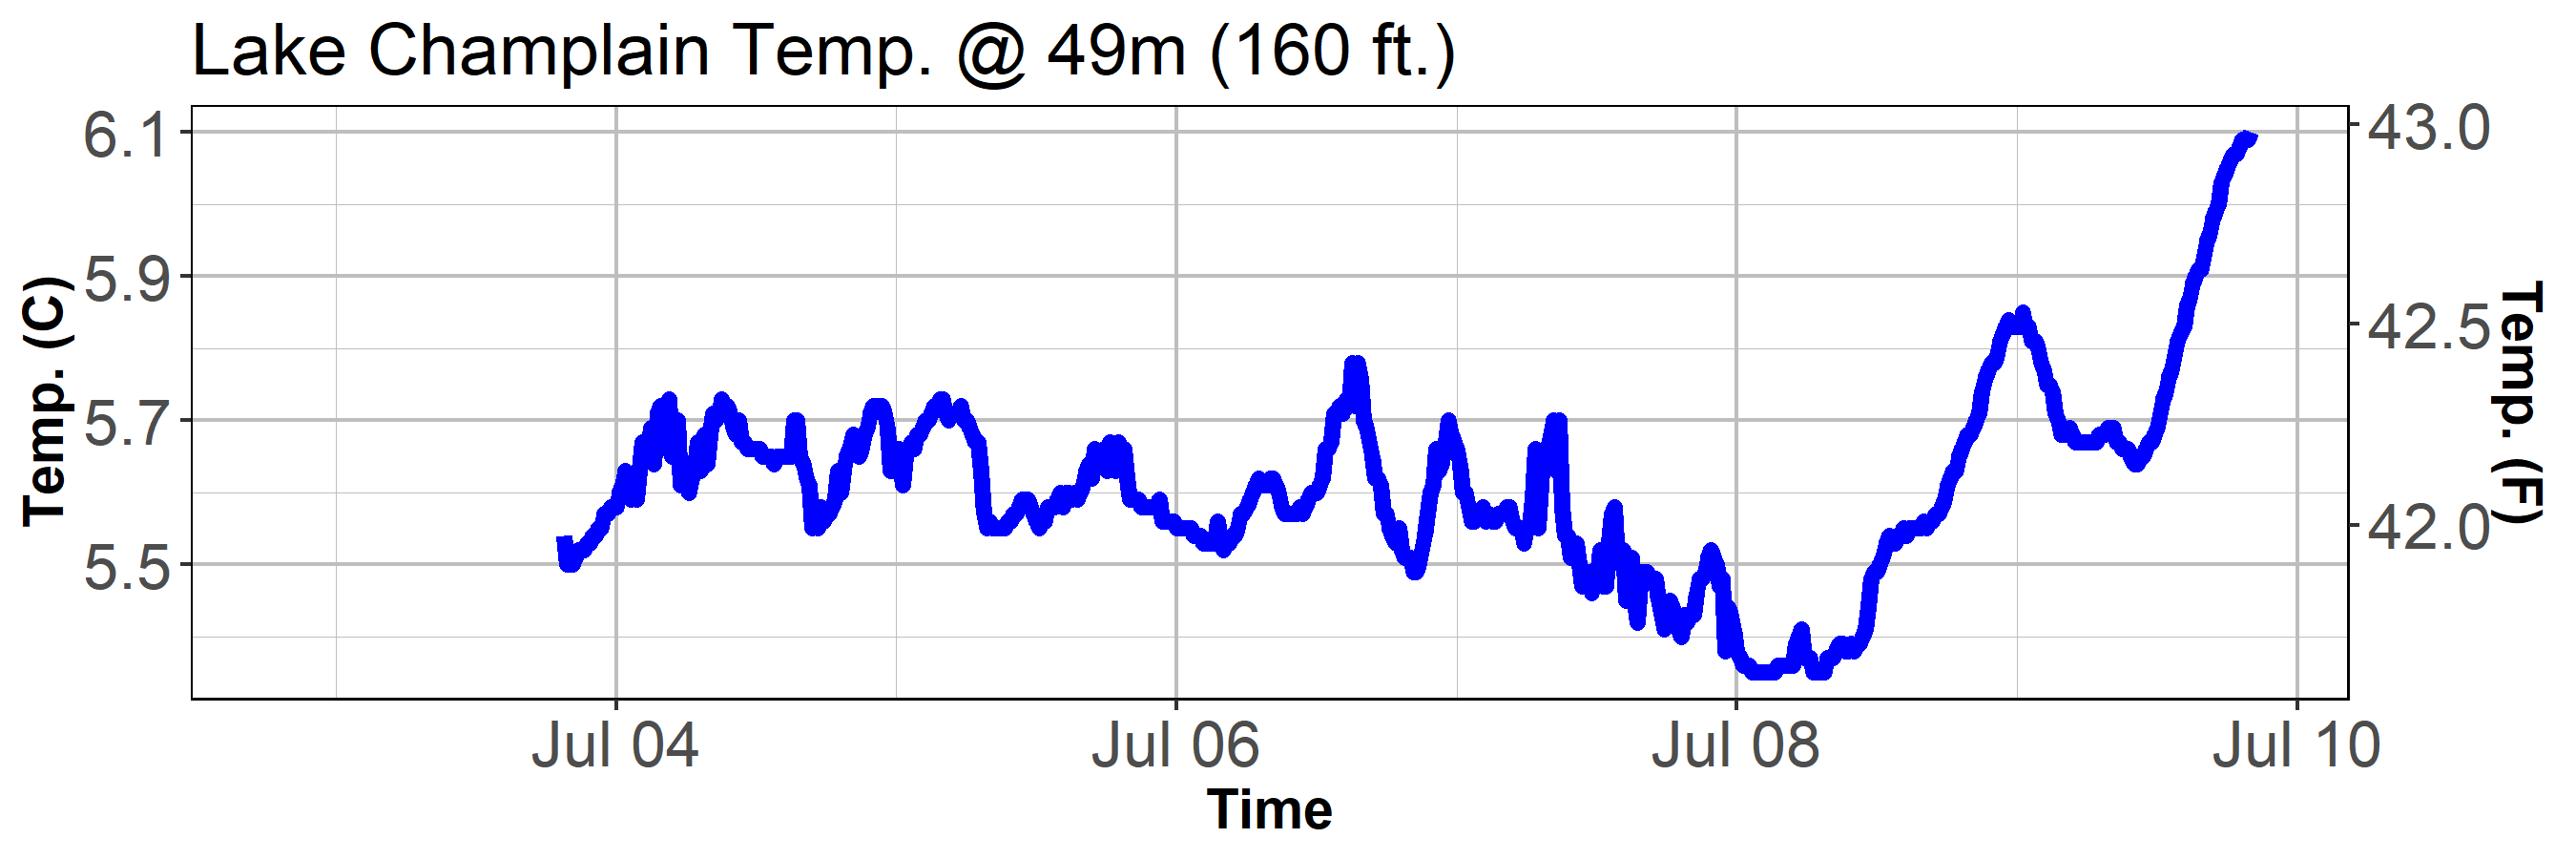 Lake Champlain Temp. @ 49m (160 ft.)
6.1
5.9
5.7
5.5
Temp. (C)
43.0
42.5
42.0
Temp. (F)
Jul 04 Jul 06 Jul 08 Jul 10
Time